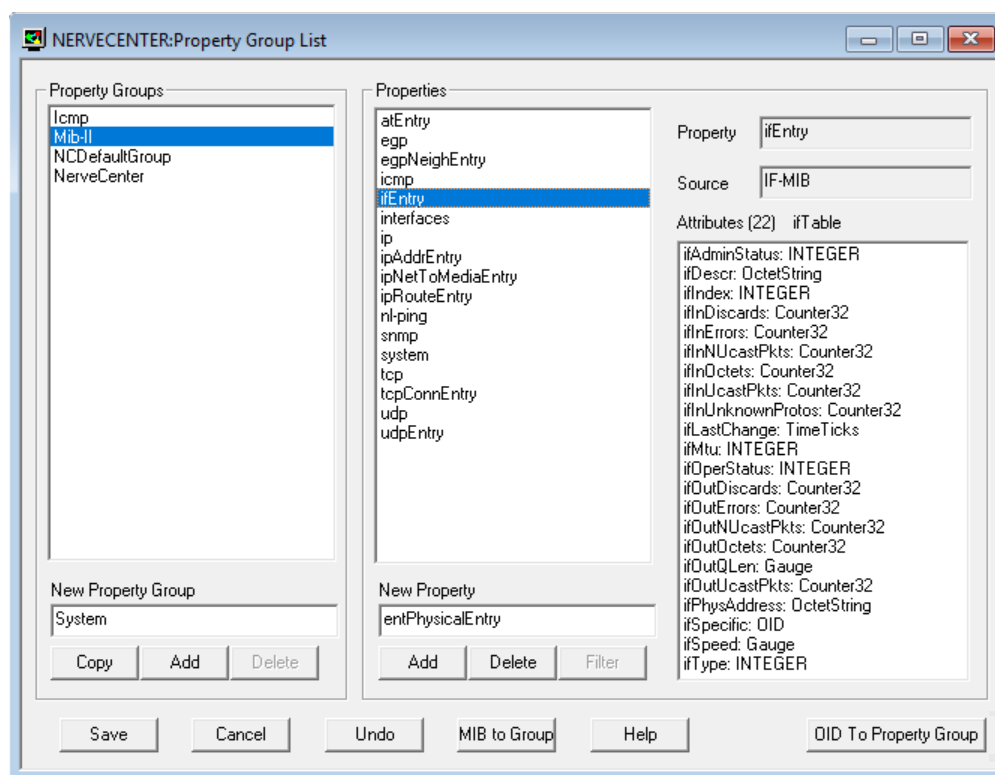 NERVECENTER:Property Group List
Property Groups
Icmp
Mib-II
NCDefaultGroup
NerveCenter
New Property Group
System
Copy
Add
Delete
Properties
atEntry
egp
egpNeighEntry
icmp
ifEntry
interfaces
ip
ipAddrEntry
ipNetToMediaEntry
ipRouteEntry
nl-ping
snmp
system
tcp
tcpConnEntry
udp
udpEntry
New Property
entPhysicalEntry
Add
Delete
Filter
Property ifEntry
Source IF-MIB
Attributes (22) ifTable
ifAdminStatus: INTEGER
ifDescr: OctetString
ifIndex: INTEGER
ifInDiscards: Counter32
ifInErrors: Counter32
ifInNUcastPkts: Counter32
ifInOctets: Counter32
ifInUcastPkts: Counter32
ifInUnknownProtos: Counter32
ifLastChange: TimeTicks
ifMtu: INTEGER
ifOperStatus: INTEGER
ifOutDiscards: Counter32
ifOutErrors: Counter32
ifOutNUcastPkts: Counter32
ifOutOctets: Counter32
ifOutQLen: Gauge
ifOutUcastPkts: Counter32
ifPhysAddress: OctetString
ifSpecific: OID
ifSpeed: Gauge
ifType: INTEGER
Save
Cancel
Undo
MIB to Group
Help
OID To Property Group